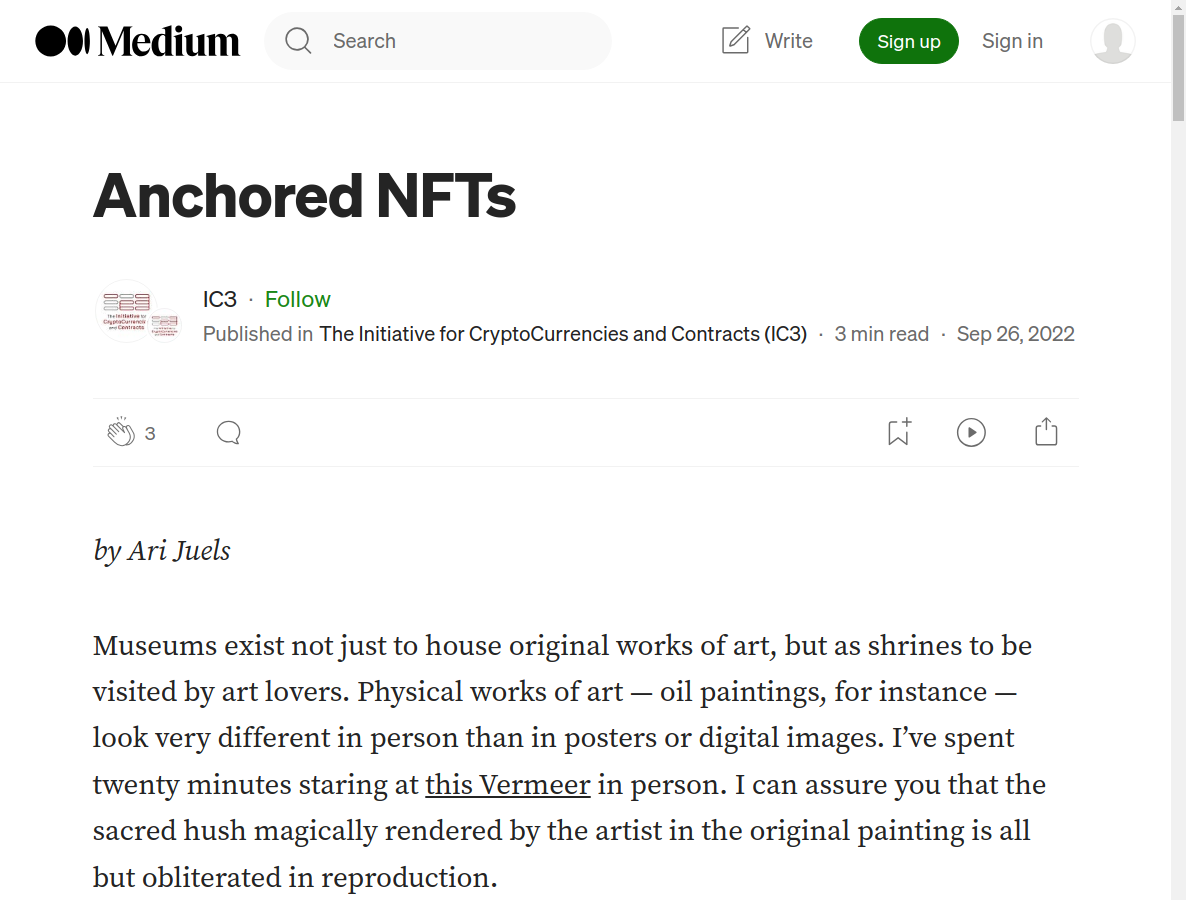 Medium
Search
Write
Sign up
Sign in
Anchored NFTs
IC3 · Follow
Published in The Initiative for CryptoCurrencies and Contracts (IC3) · 3 min read · Sep 26, 2022
3
by Ari Juels
Museums exist not just to house original works of art, but as shrines to be
visited by art lovers. Physical works of art — oil paintings, for instance —
look very different in person than in posters or digital images. I’ve spent
twenty minutes staring at this Vermeer in person. I can assure you that the
sacred hush magically rendered by the artist in the original painting is all
but obliterated in reproduction.